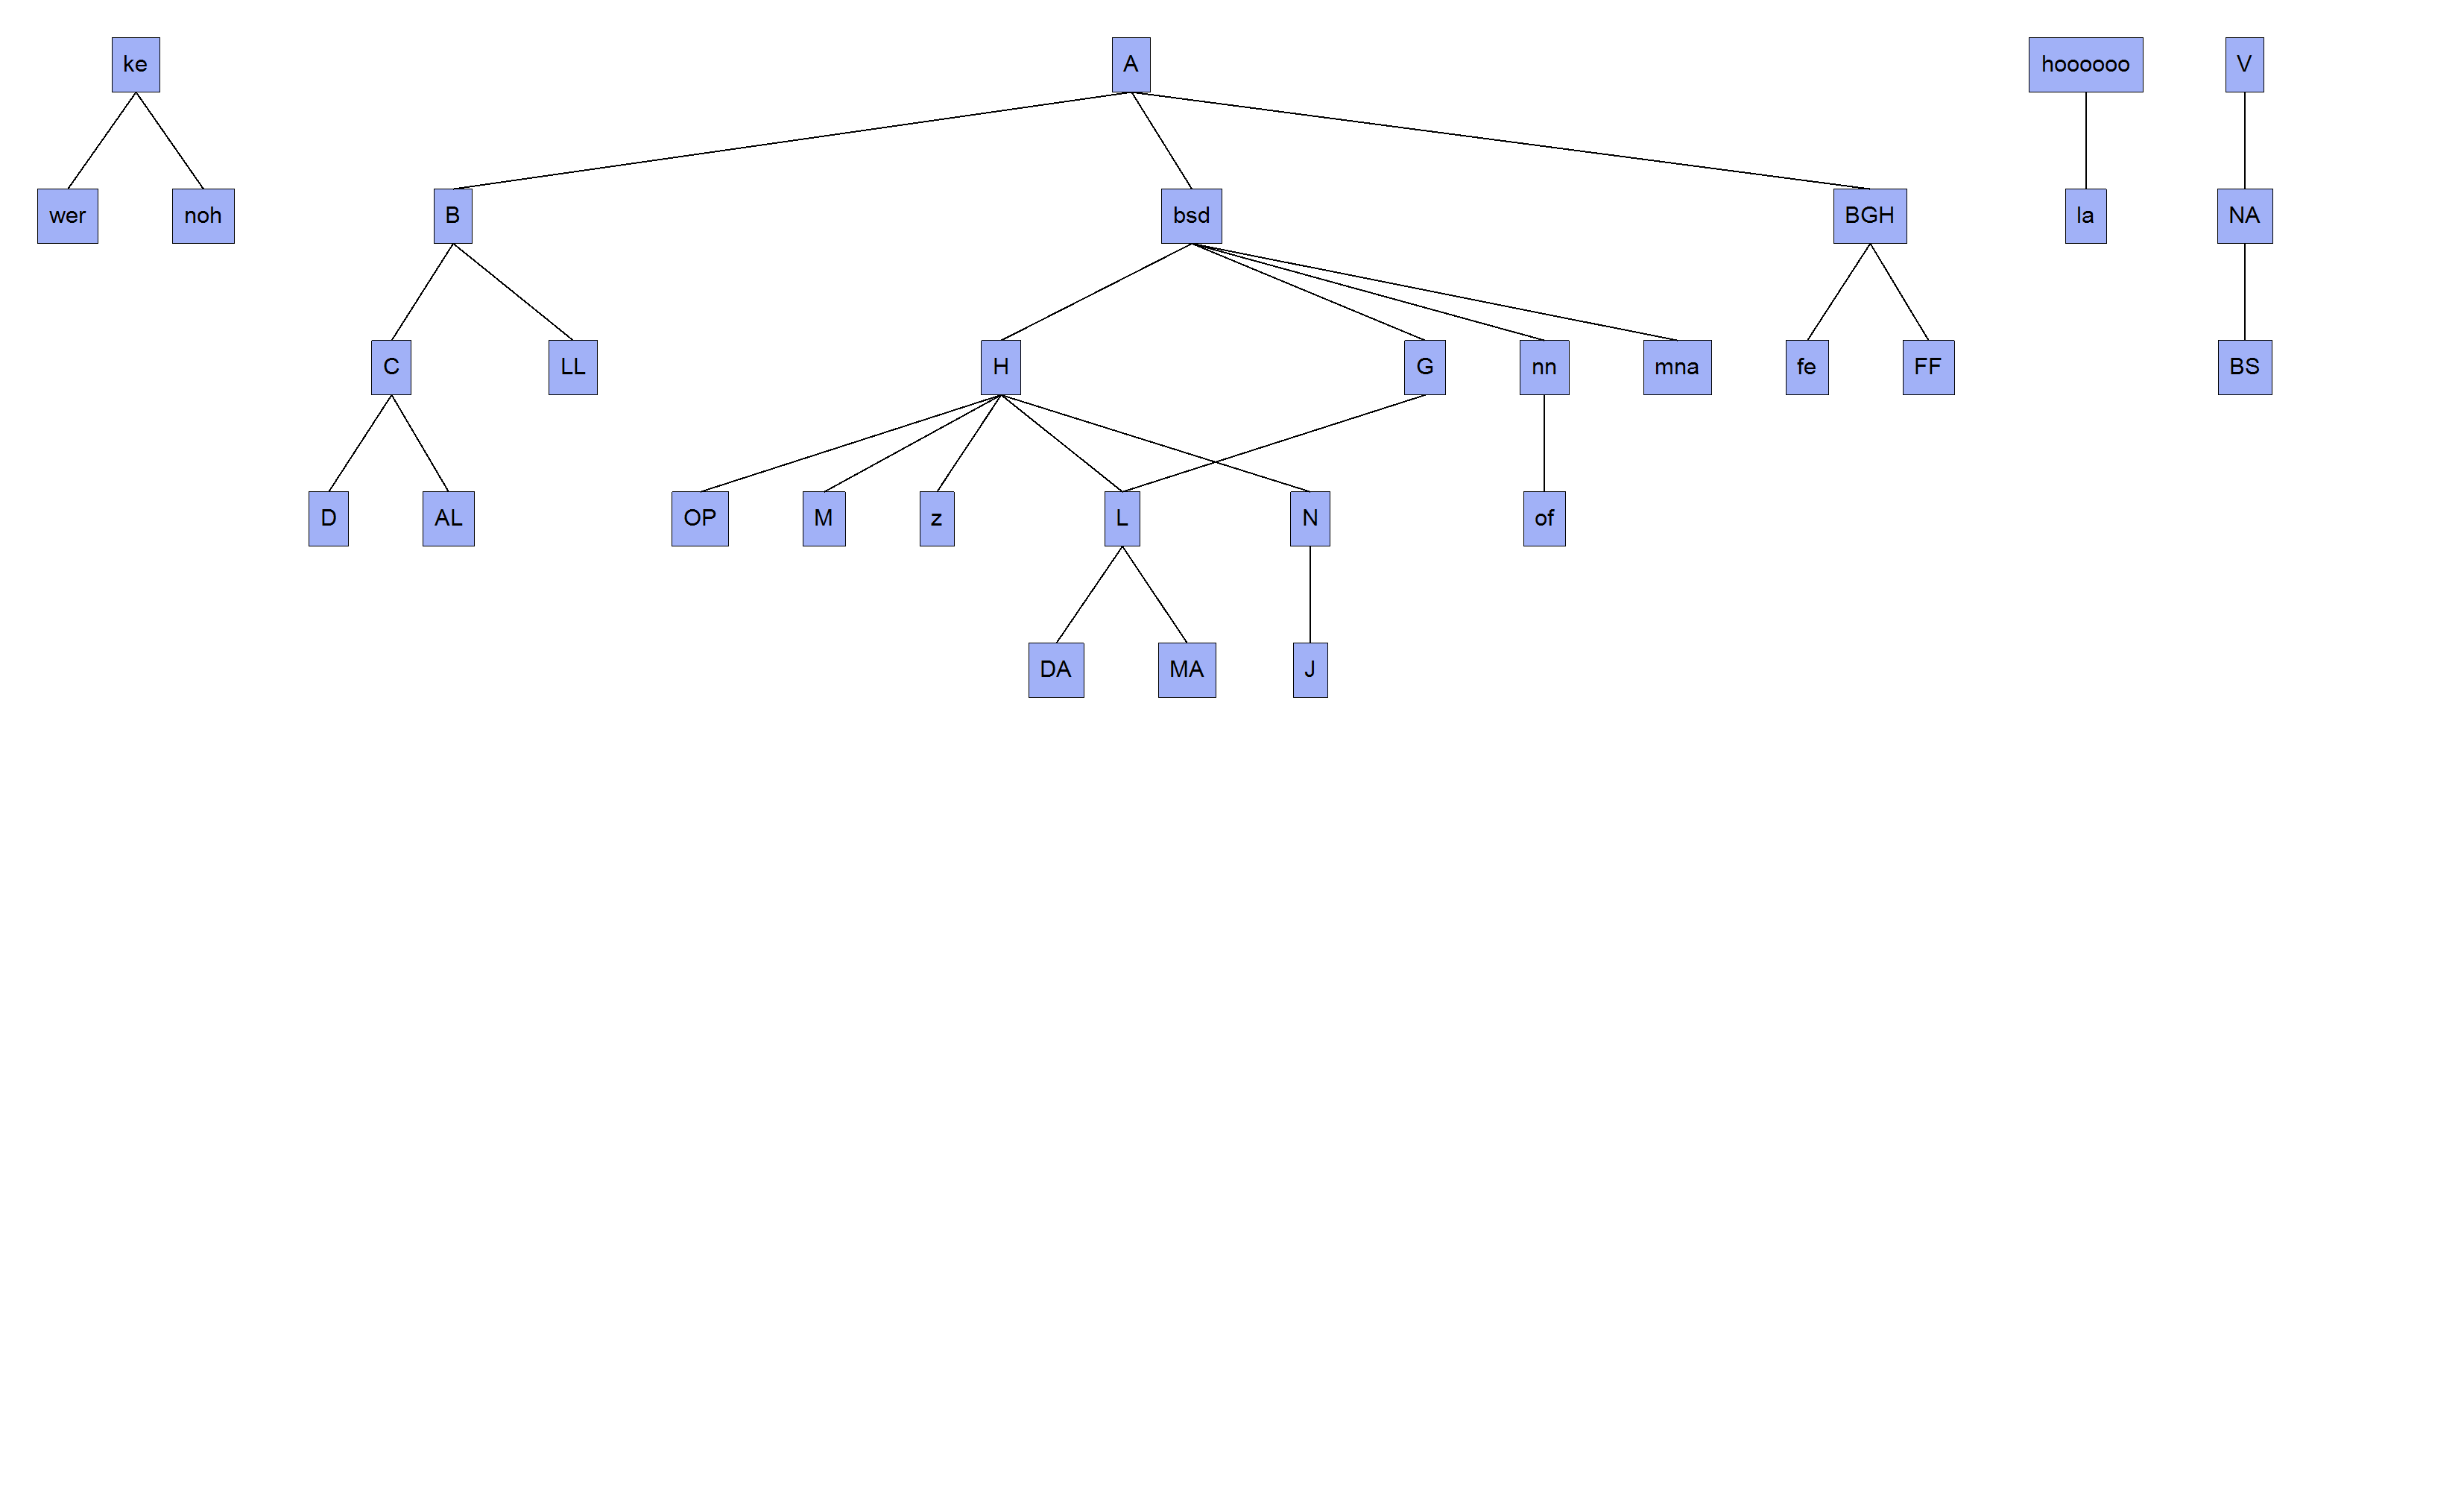 ke A hoooooo V
wer noh B bsd BGH la NA
C LL H G nn mna fe FF BS
D AL OP M z L N of
DA MA J